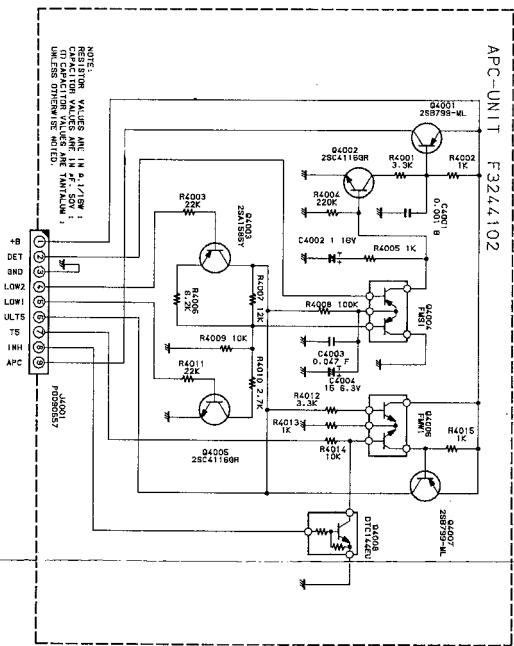 APC-UNIT F3244102
Q4001
2SB799-ML
Q4002
2SC4116GR
R4001
3.3K
R4002
1K
R4004
220K
C4001
0.001 B
R4003
22K
Q4003
2SA1586Y
C4002 1 16V
R4005 1K
R4006
8.2K
R4007 12K
R4008 100K
Q4004
FMS1
R4009 10K
C4003
0.047 F
C4004
15 6.3V
R4011
22K
R4010 2.7K
Q4005
2SC4116GR
R4012
3.3K
R4013
1K
R4014
10K
Q4006
FMW1
R4015
1K
Q4007
2SB799-ML
Q4008
DTC144EU
NOTE:
RESISTOR VALUES ARE IN Ω,1/16W ;
CAPACITOR VALUES ARE IN μF, 50V ;
(T) CAPACITOR VALUES ARE TANTALUM ;
UNLESS OTHERWISE NOTED.
+B 1
DET 2
GND 3
LOW2 4
LOW1 5
ULT5 6
T5 7
INH 8
APC 9
J4001
P0090557